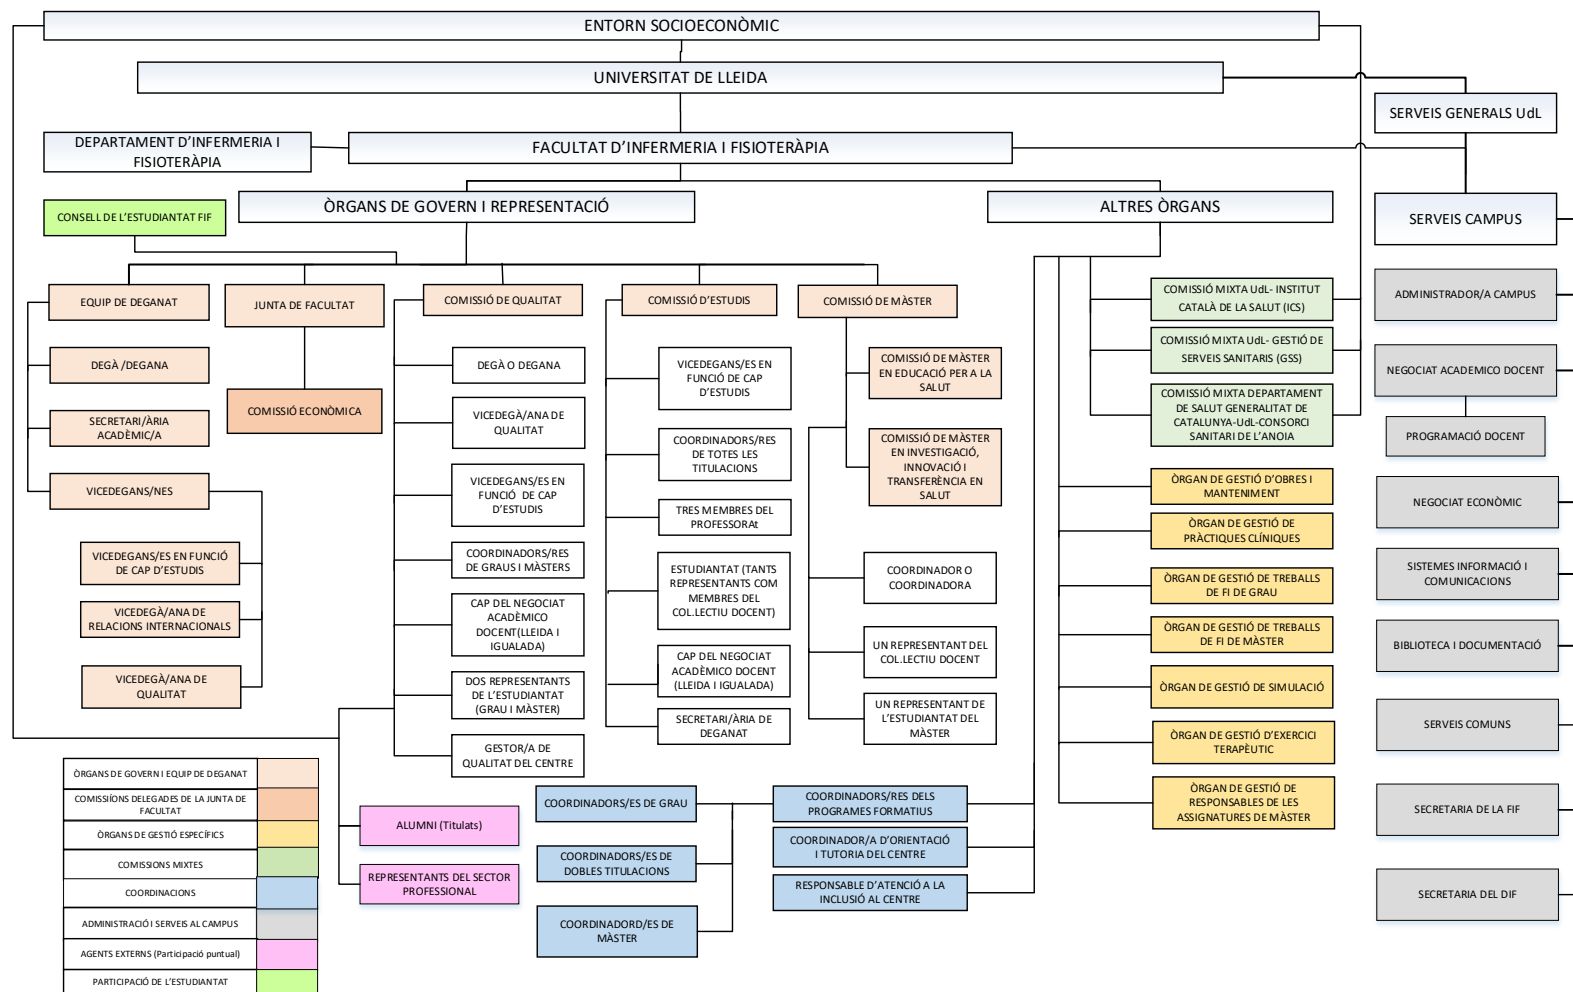 ENTORN SOCIOECONÒMIC
UNIVERSITAT DE LLEIDA
SERVEIS GENERALS UdL
DEPARTAMENT D'INFERMERIA I
FISIOTERÀPIA
FACULTAT D'INFERMERIA I FISIOTERÀPIA
CONSELL DE L'ESTUDIANTAT FIF
ÒRGANS DE GOVERN I REPRESENTACIÓ
ALTRES ÒRGANS
SERVEIS CAMPUS
EQUIP DE DEGANAT
DEGÀ /DEGANA
SECRETARI/ÀRIA
ACADÈMIC/A
VICEDEGANS/NES
VICEDEGANS/ES EN FUNCIÓ
DE CAP D'ESTUDIS
VICEDEGÀ/ANA DE
RELACIONS INTERNACIONALS
VICEDEGÀ/ANA DE
QUALITAT
JUNTA DE FACULTAT
COMISSIÓ ECONÒMICA
COMISSIÓ DE QUALITAT
DEGÀ O DEGANA
VICEDEGÀ/ANA DE
QUALITAT
VICEDEGANS/ES EN
FUNCIÓ  DE CAP
D'ESTUDIS
COORDINADORS/RES
DE GRAUS I MÀSTERS
CAP DEL NEGOCIAT
ACADÈMICO
DOCENT(LLEIDA I
IGUALADA)
DOS REPRESENTANTS
DE L'ESTUDIANTAT
(GRAU I MÀSTER)
GESTOR/A DE
QUALITAT DEL CENTRE
COMISSIÓ D'ESTUDIS
VICEDEGANS/ES EN
FUNCIÓ DE CAP
D'ESTUDIS
COORDINADORS/RES
DE TOTES LES
TITULACIONS
TRES MEMBRES DEL
PROFESSORAt
ESTUDIANTAT (TANTS
REPRESENTANTS COM
MEMBRES DEL
COL.LECTIU DOCENT)
CAP DEL NEGOCIAT
ACADÈMICO DOCENT
(LLEIDA I IGUALADA)
SECRETARI/ÀRIA DE
DEGANAT
COMISSIÓ DE MÀSTER
COMISSIÓ DE MÀSTER
EN EDUCACIÓ PER A LA
SALUT
COMISSIÓ DE MÀSTER
EN INVESTIGACIÓ,
INNOVACIÓ I
TRANSFERÈNCIA EN
SALUT
COORDINADOR O
COORDINADORA
UN REPRESENTANT DEL
COL.LECTIU DOCENT
UN REPRESENTANT DE
L'ESTUDIANTAT DEL
MÀSTER
COMISSIÓ MIXTA UdL- INSTITUT
CATALÀ DE LA SALUT (ICS)
COMISSIÓ MIXTA UdL- GESTIÓ DE
SERVEIS SANITARIS (GSS)
COMISSIÓ MIXTA DEPARTAMENT
DE SALUT GENERALITAT DE
CATALUNYA-UdL-CONSORCI
SANITARI DE L'ANOIA
ÒRGAN DE GESTIÓ D'OBRES I
MANTENIMENT
ÒRGAN DE GESTIÓ DE
PRÀCTIQUES CLÍNIQUES
ÒRGAN DE GESTIÓ DE TREBALLS
DE FI DE GRAU
ÒRGAN DE GESTIÓ DE TREBALLS
DE FI DE MÀSTER
ÒRGAN DE GESTIÓ DE SIMULACIÓ
ÒRGAN DE GESTIÓ D'EXERCICI
TERAPÈUTIC
ÒRGAN DE GESTIÓ DE
RESPONSABLES DE LES
ASSIGNATURES DE MÀSTER
ADMINISTRADOR/A CAMPUS
NEGOCIAT ACADEMICO DOCENT
PROGRAMACIÓ DOCENT
NEGOCIAT ECONÒMIC
SISTEMES INFORMACIÓ I
COMUNICACIONS
BIBLIOTECA I DOCUMENTACIÓ
SERVEIS COMUNS
SECRETARIA DE LA FIF
SECRETARIA DEL DIF
ÒRGANS DE GOVERN I EQUIP DE DEGANAT
COMISSIÍONS DELEGADES DE LA JUNTA DE
FACULTAT
ÒRGANS DE GESTIÓ ESPECÍFICS
COMISSIONS MIXTES
COORDINACIONS
ADMINISTRACIÓ I SERVEIS AL CAMPUS
AGENTS EXTERNS (Participació puntual)
PARTICIPACIÓ DE L'ESTUDIANTAT
ALUMNI (Titulats)
REPRESENTANTS DEL SECTOR
PROFESSIONAL
COORDINADORS/ES DE GRAU
COORDINADORS/ES DE
DOBLES TITULACIONS
COORDINADORD/ES DE
MÀSTER
COORDINADORS/RES DELS
PROGRAMES FORMATIUS
COORDINADOR/A D'ORIENTACIÓ
I TUTORIA DEL CENTRE
RESPONSABLE D'ATENCIÓ A LA
INCLUSIÓ AL CENTRE